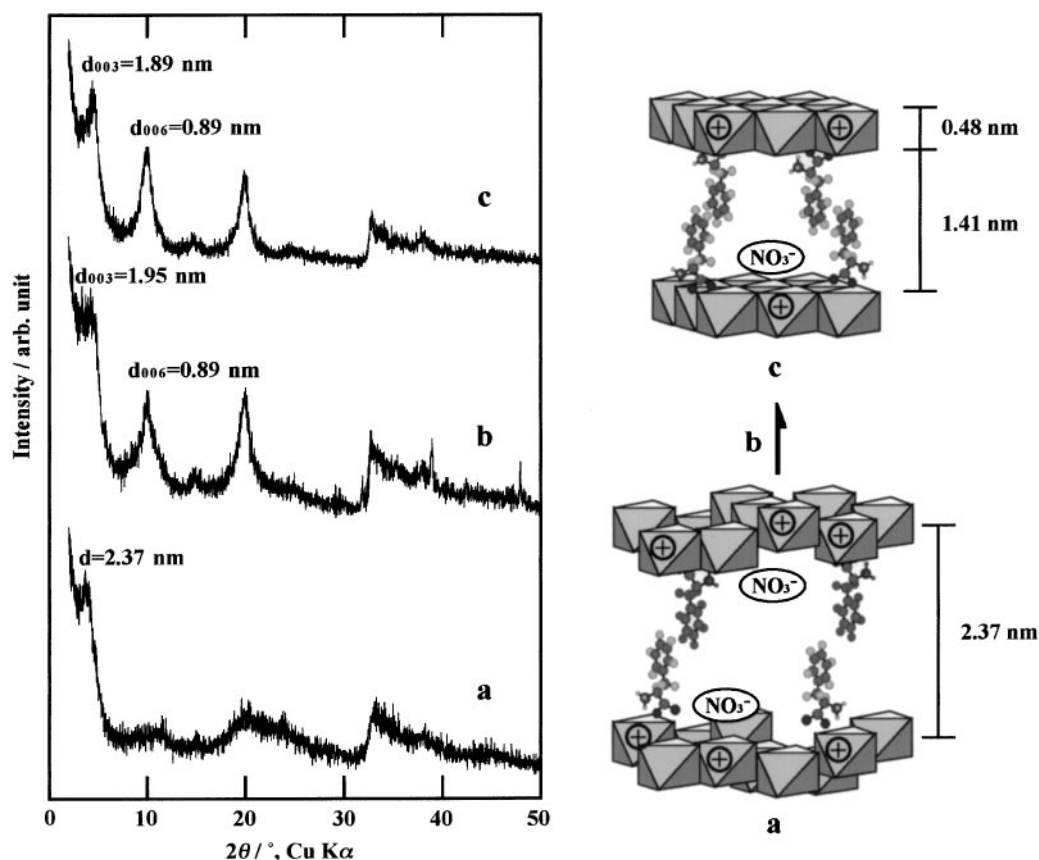 d003=1.89 nm
d006=0.89 nm
c
d003=1.95 nm
d006=0.89 nm
b
d=2.37 nm
a
Intensity / arb. unit
0 10 20 30 40 50
2θ / °, Cu Kα
0.48 nm
1.41 nm
NO3-
c
b
NO3-
2.37 nm
NO3-
a